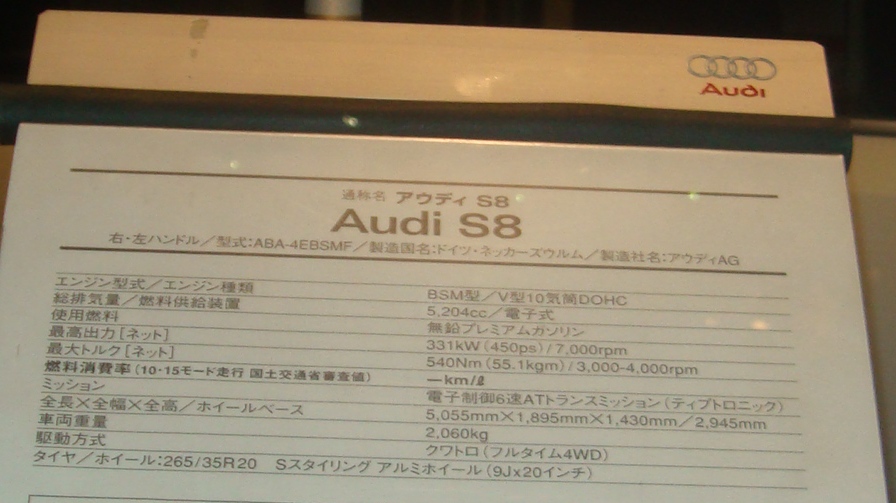 Audi
通称名 アウディ S8
Audi S8
右・左ハンドル／型式：ABA-4EBSMF／製造国名：ドイツ・ネッカーズウルム／製造社名：アウディAG
エンジン型式／エンジン種類 BSM型／V型10気筒DOHC
総排気量／燃料供給装置 5,204cc／電子式
使用燃料 無鉛プレミアムガソリン
最高出力［ネット］ 331kW（450ps）/7,000rpm
最大トルク［ネット］ 540Nm（55.1kgm）/3,000-4,000rpm
燃料消費率（10・15モード走行 国土交通省審査値） —km/ℓ
ミッション 電子制御6速ATトランスミッション（ティプトロニック）
全長×全幅×全高／ホイールベース 5,055mm×1,895mm×1,430mm／2,945mm
車両重量 2,060kg
駆動方式 クワトロ（フルタイム4WD）
タイヤ／ホイール：265/35R20 Sスタイリング アルミホイール（9Jx20インチ）